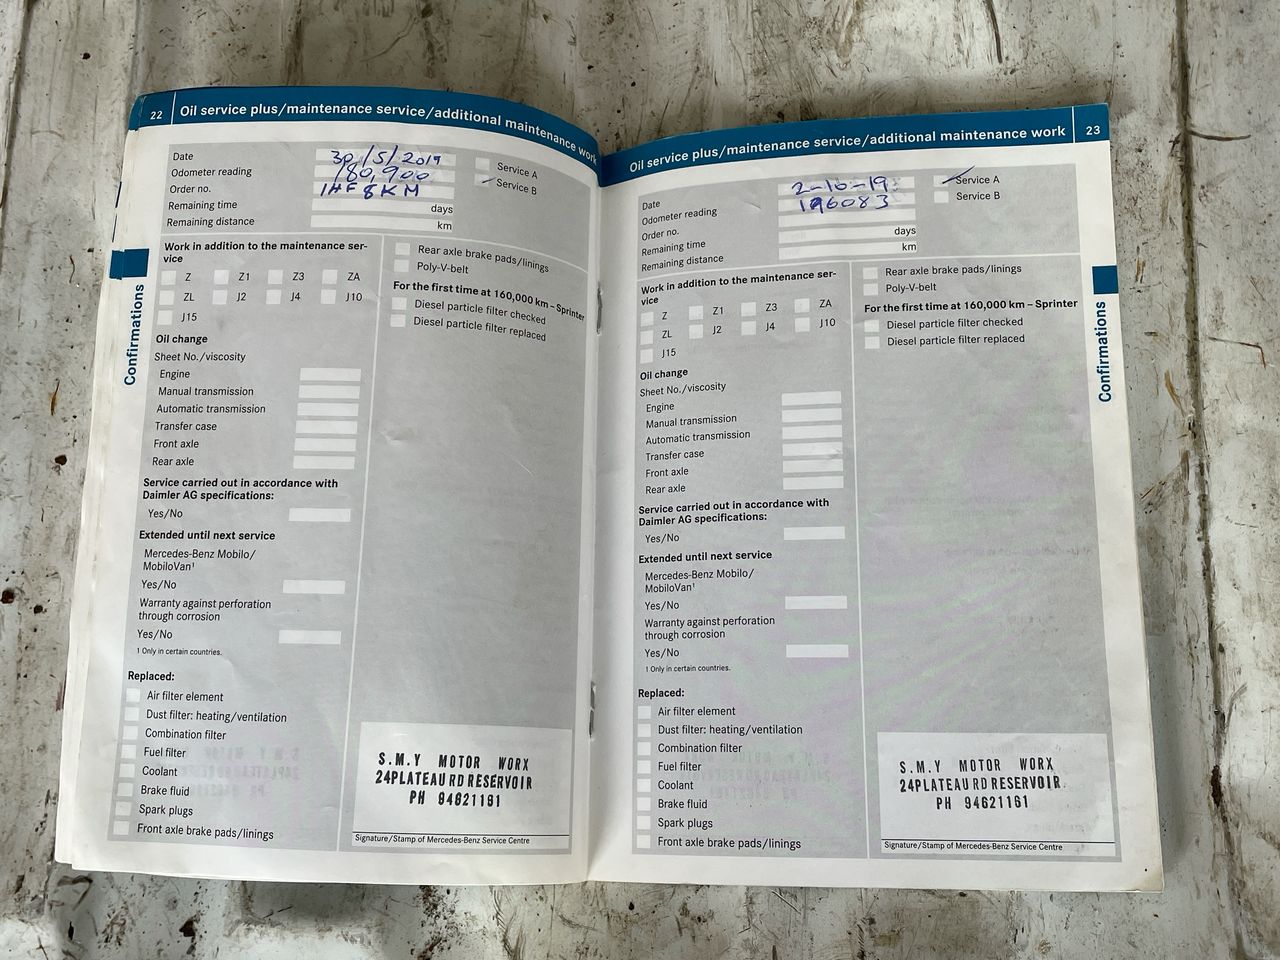 22 Oil service plus/maintenance service/additional maintenance work
Date 30/5/2019
Odometer reading 180,900
Order no. 1HF8KM
Remaining time days
Remaining distance km
Service A
Service B
Work in addition to the maintenance ser-
vice
Z Z1 Z3 ZA
ZL J2 J4 J10
J15
Oil change
Sheet No./viscosity
Engine
Manual transmission
Automatic transmission
Transfer case
Front axle
Rear axle
Service carried out in accordance with
Daimler AG specifications:
Yes/No
Extended until next service
Mercedes-Benz Mobilo/
MobiloVan¹
Yes/No
Warranty against perforation
through corrosion
Yes/No
1 Only in certain countries.
Replaced:
Air filter element
Dust filter: heating/ventilation
Combination filter
Fuel filter
Coolant
Brake fluid
Spark plugs
Front axle brake pads/linings
Rear axle brake pads/linings
Poly-V-belt
For the first time at 160,000 km – Sprinter
Diesel particle filter checked
Diesel particle filter replaced
S.M.Y MOTOR WORX
24PLATEAU RD RESERVOIR
PH 94621161
Signature/Stamp of Mercedes-Benz Service Centre
Confirmations
Oil service plus/maintenance service/additional maintenance work 23
Date 2-10-19
Odometer reading 196083
Order no.
Remaining time days
Remaining distance km
Service A
Service B
Work in addition to the maintenance ser-
vice
Z Z1 Z3 ZA
ZL J2 J4 J10
J15
Oil change
Sheet No./viscosity
Engine
Manual transmission
Automatic transmission
Transfer case
Front axle
Rear axle
Service carried out in accordance with
Daimler AG specifications:
Yes/No
Extended until next service
Mercedes-Benz Mobilo/
MobiloVan¹
Yes/No
Warranty against perforation
through corrosion
Yes/No
1 Only in certain countries.
Replaced:
Air filter element
Dust filter: heating/ventilation
Combination filter
Fuel filter
Coolant
Brake fluid
Spark plugs
Front axle brake pads/linings
Rear axle brake pads/linings
Poly-V-belt
For the first time at 160,000 km – Sprinter
Diesel particle filter checked
Diesel particle filter replaced
S.M.Y MOTOR WORX
24PLATEAU RD RESERVOIR
PH 94621161
Signature/Stamp of Mercedes-Benz Service Centre
Confirmations